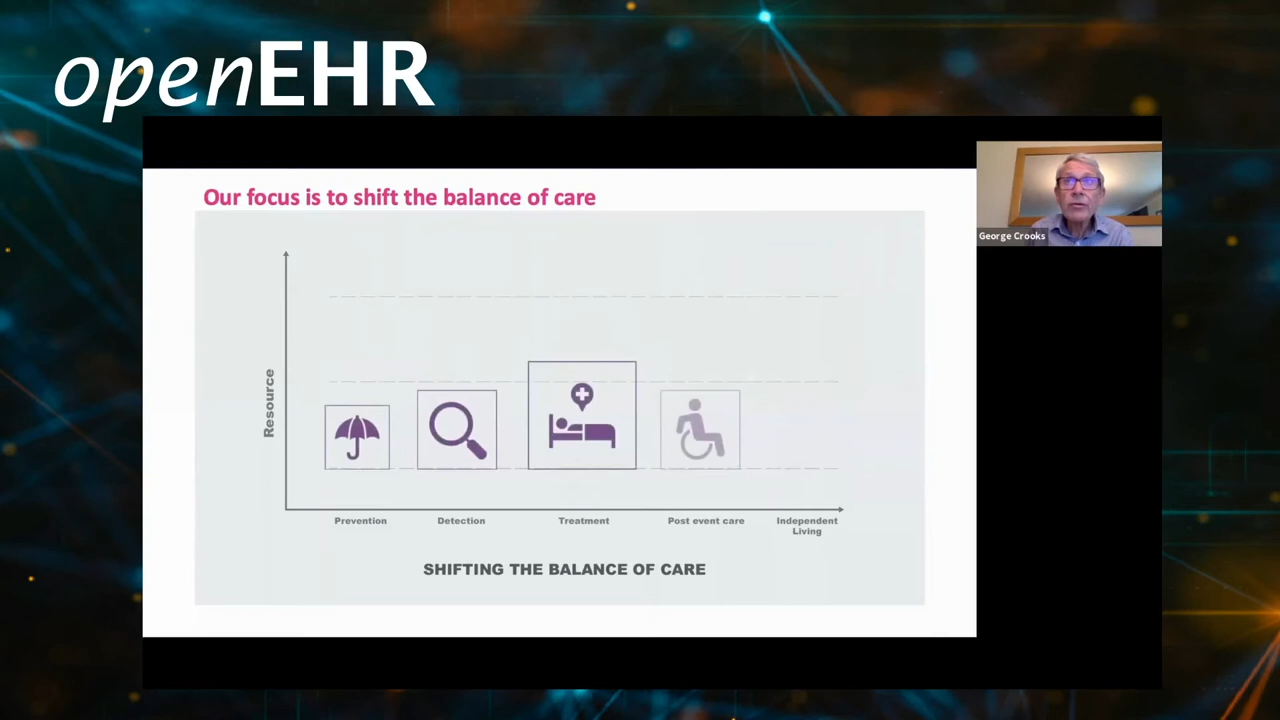 openEHR
Our focus is to shift the balance of care
George Crooks
Resource
Prevention
Detection
Treatment
Post event care
Independent
Living
SHIFTING THE BALANCE OF CARE